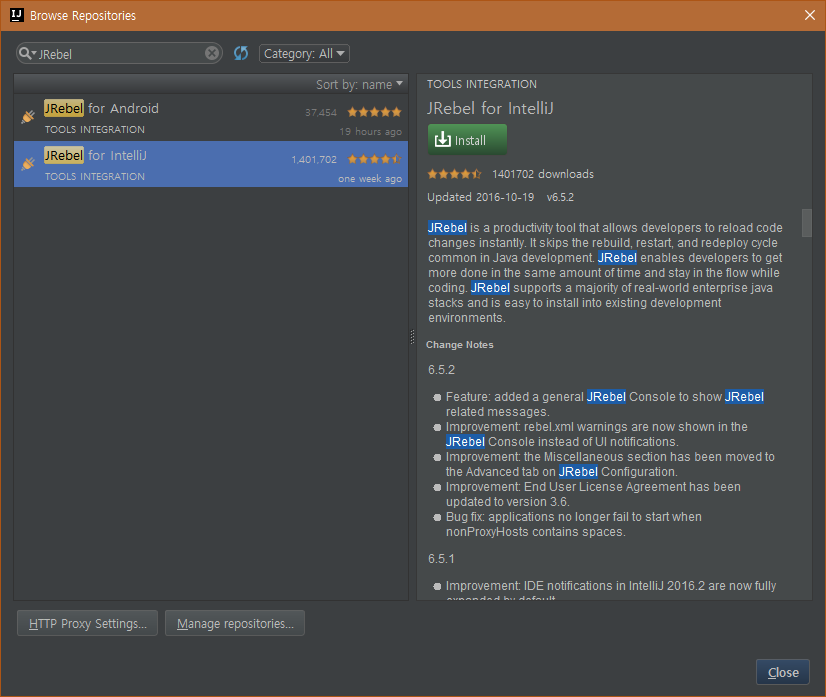 IJ Browse Repositories
JRebel
Category: All
Sort by: name
JRebel for Android
37,454
TOOLS INTEGRATION
19 hours ago
JRebel for IntelliJ
1,401,702
TOOLS INTEGRATION
one week ago
TOOLS INTEGRATION
JRebel for IntelliJ
Install
1401702 downloads
Updated 2016-10-19 v6.5.2
JRebel is a productivity tool that allows developers to reload code
changes instantly. It skips the rebuild, restart, and redeploy cycle
common in Java development. JRebel enables developers to get
more done in the same amount of time and stay in the flow while
coding. JRebel supports a majority of real-world enterprise java
stacks and is easy to install into existing development
environments.
Change Notes
6.5.2
Feature: added a general JRebel Console to show JRebel
related messages.
Improvement: rebel.xml warnings are now shown in the
JRebel Console instead of UI notifications.
Improvement: the Miscellaneous section has been moved to
the Advanced tab on JRebel Configuration.
Improvement: End User License Agreement has been
updated to version 3.6.
Bug fix: applications no longer fail to start when
nonProxyHosts contains spaces.
6.5.1
Improvement: IDE notifications in IntelliJ 2016.2 are now fully
expanded by default.
HTTP Proxy Settings...
Manage repositories...
Close